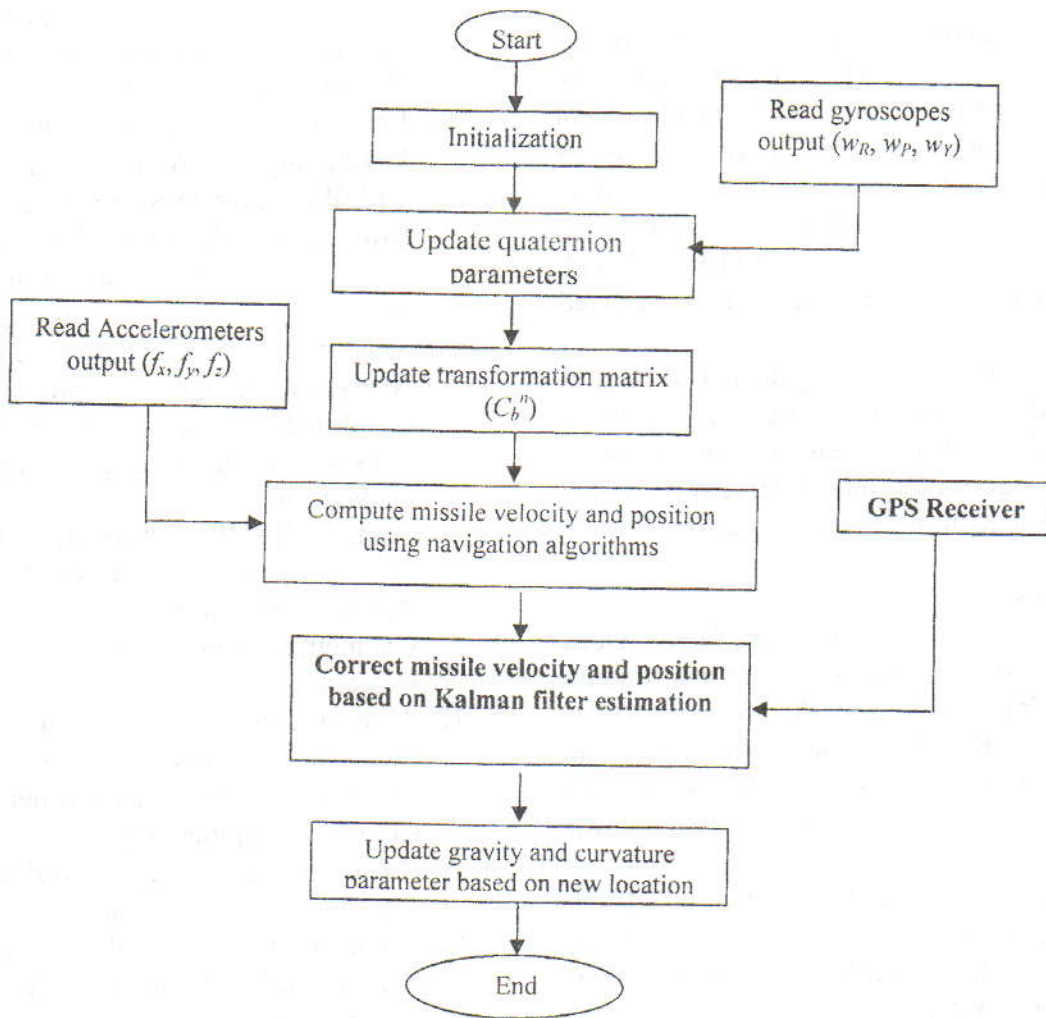 Start
Initialization
Read gyroscopes
output (w_R, w_P, w_Y)
Update quaternion
parameters
Read Accelerometers
output (f_x, f_y, f_z)
Update transformation matrix
(C_b^n)
Compute missile velocity and position
using navigation algorithms
GPS Receiver
Correct missile velocity and position
based on Kalman filter estimation
Update gravity and curvature
parameter based on new location
End